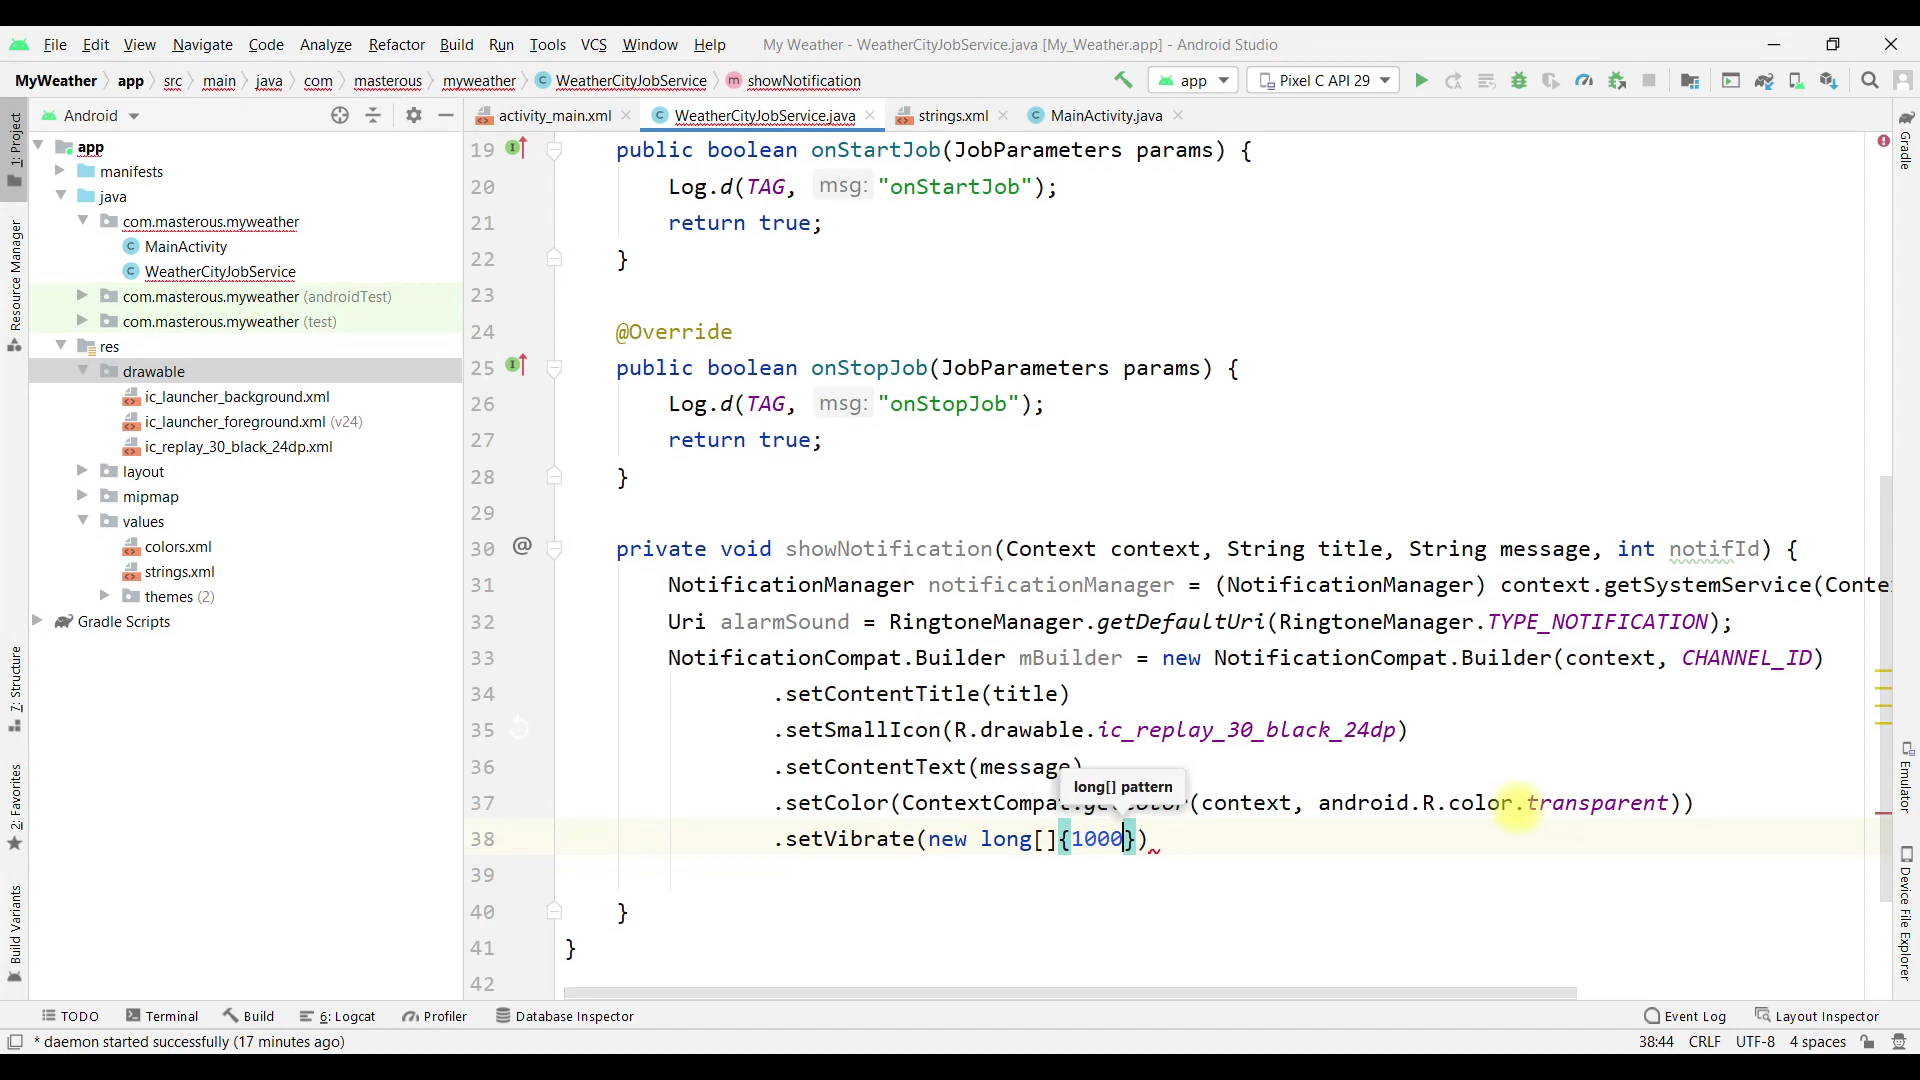 File Edit View Navigate Code Analyze Refactor Build Run Tools VCS Window Help My Weather - WeatherCityJobService.java [My_Weather.app] - Android Studio
MyWeather app src main java com masterous myweather WeatherCityJobService showNotification app Pixel C API 29
Android activity_main.xml WeatherCityJobService.java strings.xml MainActivity.java
1: Project
Resource Manager
7: Structure
2: Favorites
Build Variants
app
manifests
java
com.masterous.myweather
MainActivity
WeatherCityJobService
com.masterous.myweather (androidTest)
com.masterous.myweather (test)
res
drawable
ic_launcher_background.xml
ic_launcher_foreground.xml (v24)
ic_replay_30_black_24dp.xml
layout
mipmap
values
colors.xml
strings.xml
themes (2)
Gradle Scripts
19 public boolean onStartJob(JobParameters params) {
20 Log.d(TAG, msg: "onStartJob");
21 return true;
22 }
23
24 @Override
25 public boolean onStopJob(JobParameters params) {
26 Log.d(TAG, msg: "onStopJob");
27 return true;
28 }
29
30 private void showNotification(Context context, String title, String message, int notifId) {
31 NotificationManager notificationManager = (NotificationManager) context.getSystemService(Conte
32 Uri alarmSound = RingtoneManager.getDefaultUri(RingtoneManager.TYPE_NOTIFICATION);
33 NotificationCompat.Builder mBuilder = new NotificationCompat.Builder(context, CHANNEL_ID)
34 .setContentTitle(title)
35 .setSmallIcon(R.drawable.ic_replay_30_black_24dp)
36 .setContentText(message)
long[] pattern
37 .setColor(ContextCompat.getColor(context, android.R.color.transparent))
38 .setVibrate(new long[]{1000})
39
40 }
41 }
42
Gradle
Emulator
Device File Explorer
TODO Terminal Build 6: Logcat Profiler Database Inspector Event Log Layout Inspector
* daemon started successfully (17 minutes ago) 38:44 CRLF UTF-8 4 spaces